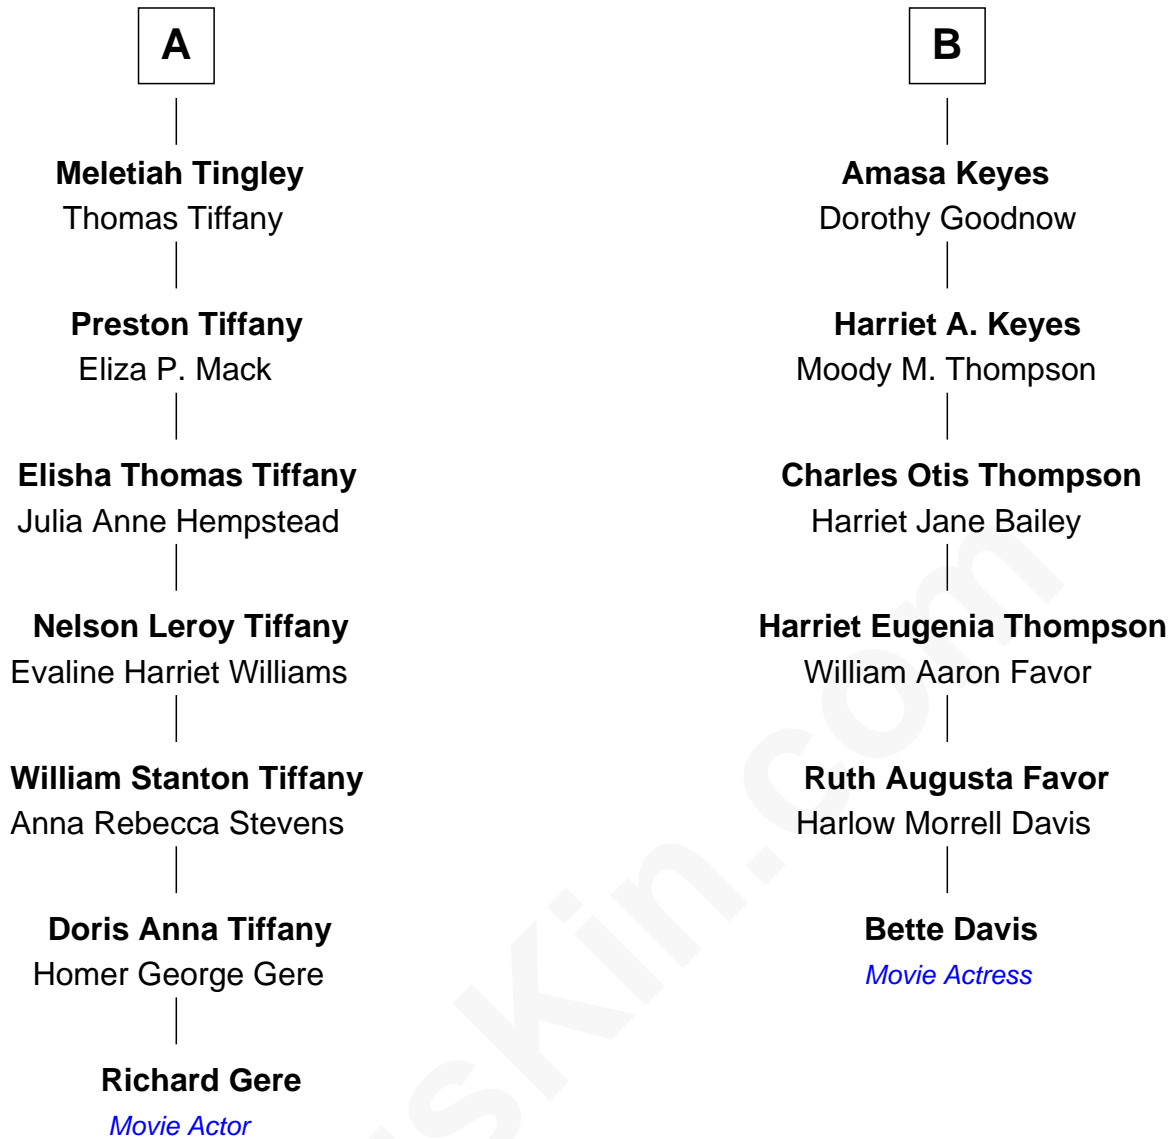 A
Meletiah Tingley
Thomas Tiffany
Preston Tiffany
Eliza P. Mack
Elisha Thomas Tiffany
Julia Anne Hempstead
Nelson Leroy Tiffany
Evaline Harriet Williams
William Stanton Tiffany
Anna Rebecca Stevens
Doris Anna Tiffany
Homer George Gere
Richard Gere
Movie Actor
B
Amasa Keyes
Dorothy Goodnow
Harriet A. Keyes
Moody M. Thompson
Charles Otis Thompson
Harriet Jane Bailey
Harriet Eugenia Thompson
William Aaron Favor
Ruth Augusta Favor
Harlow Morrell Davis
Bette Davis
Movie Actress
sKin.com